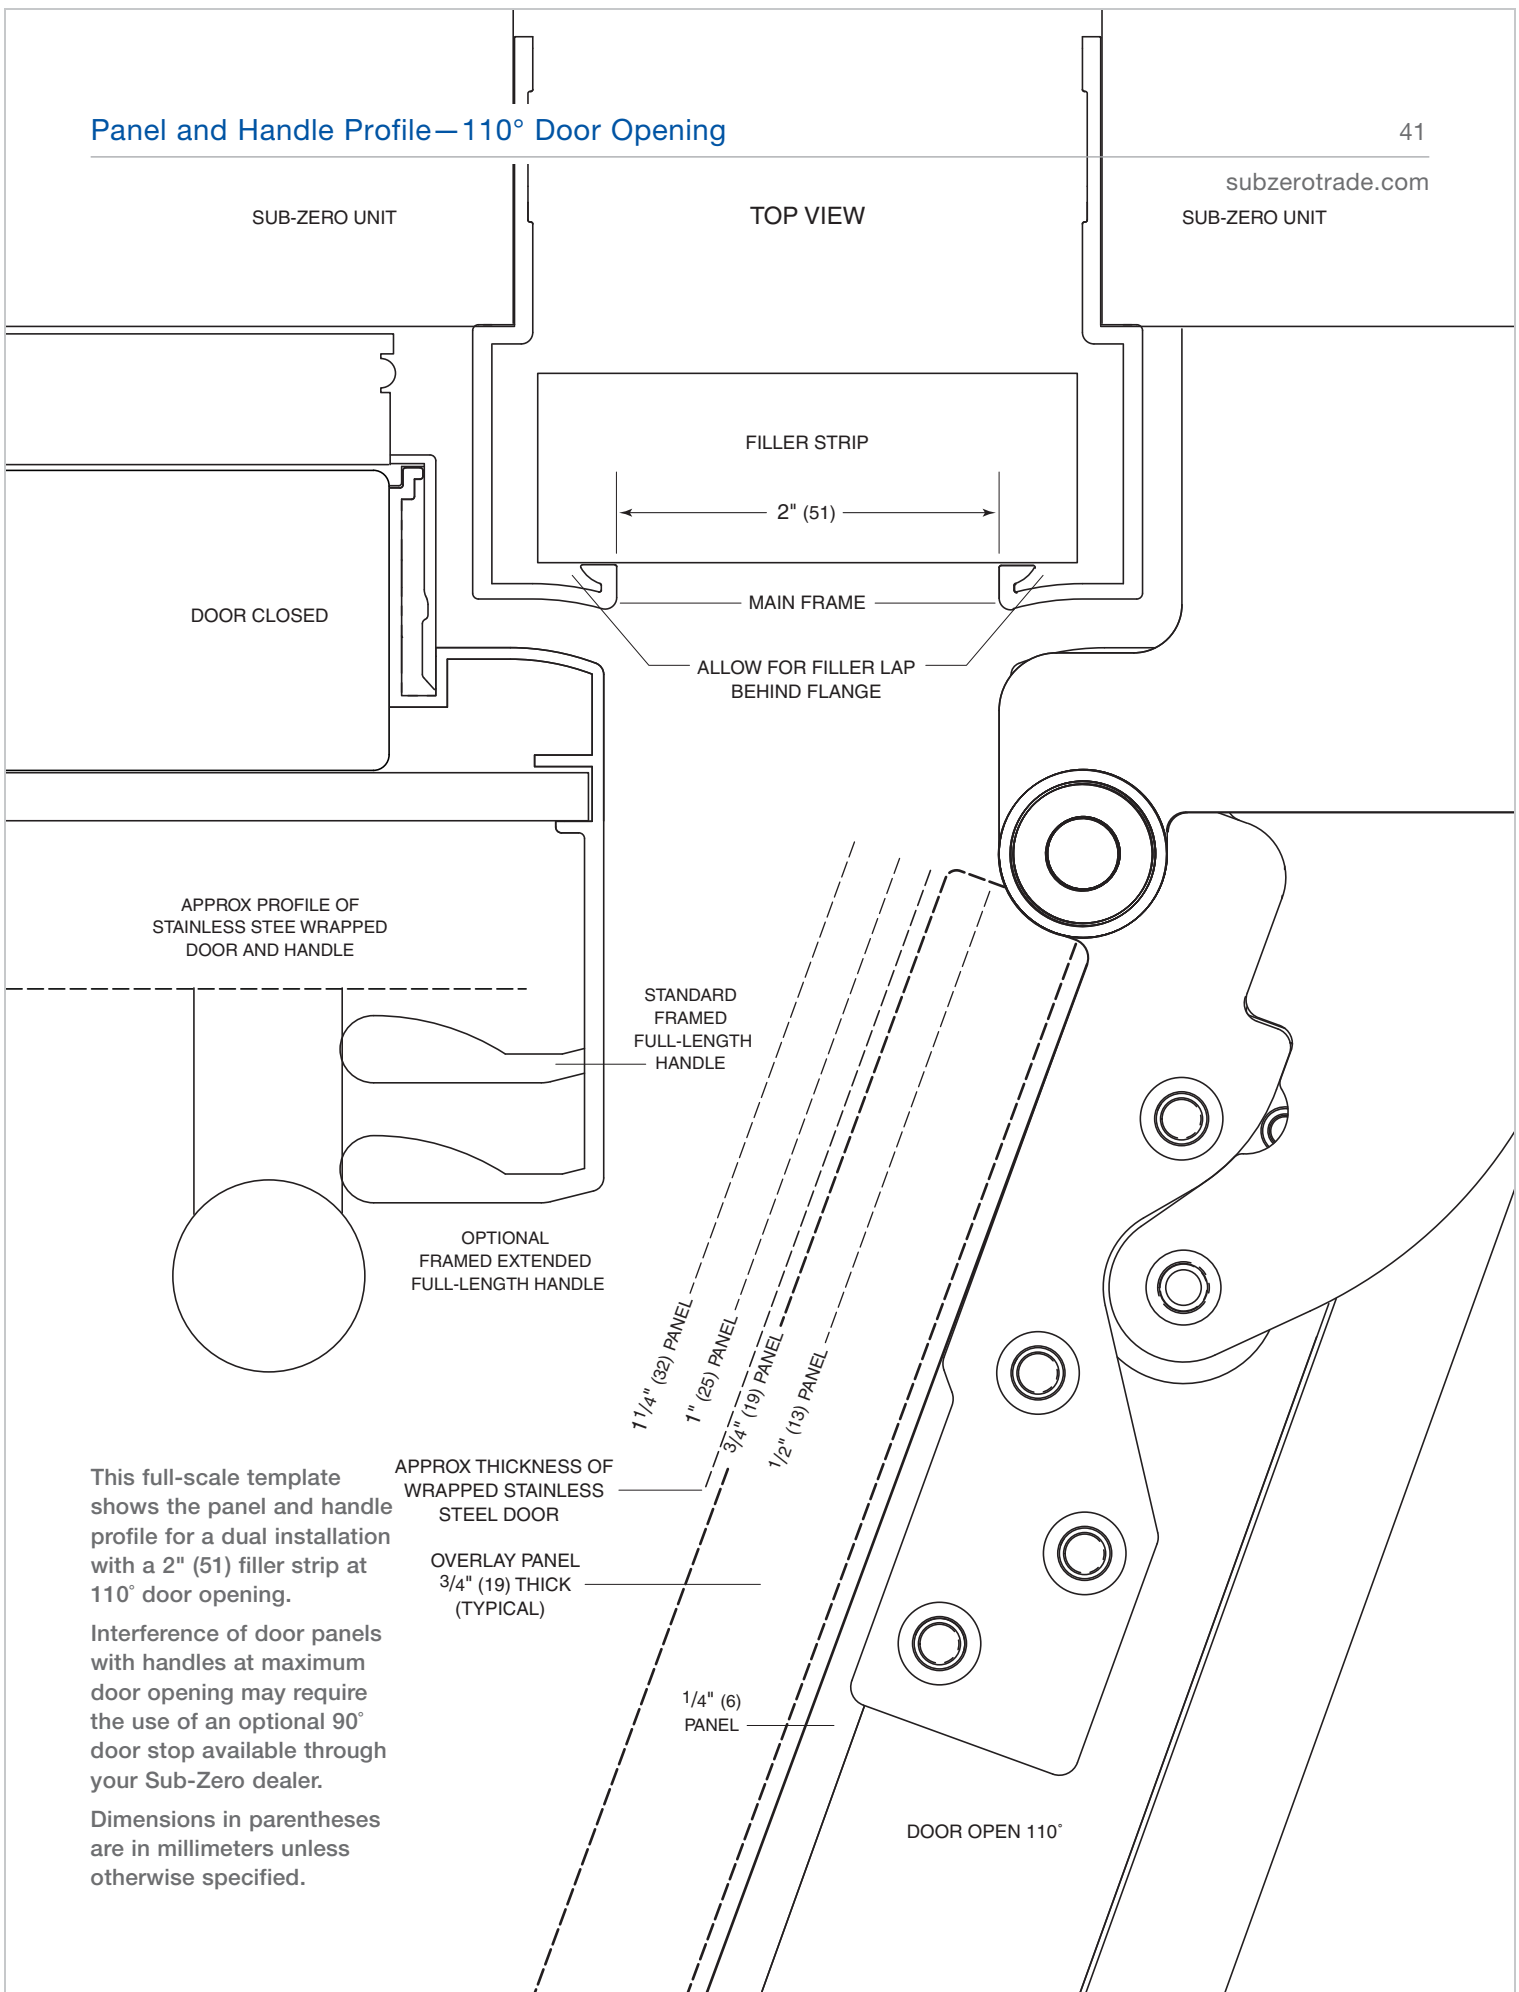 Panel and Handle Profile—110° Door Opening
41
subzerotrade.com
SUB-ZERO UNIT
TOP VIEW
SUB-ZERO UNIT
FILLER STRIP
2" (51)
DOOR CLOSED
MAIN FRAME
ALLOW FOR FILLER LAP
BEHIND FLANGE
APPROX PROFILE OF
STAINLESS STEE WRAPPED
DOOR AND HANDLE
STANDARD
FRAMED
FULL-LENGTH
HANDLE
OPTIONAL
FRAMED EXTENDED
FULL-LENGTH HANDLE
1 1/4" (32) PANEL
1" (25) PANEL
3/4" (19) PANEL
1/2" (13) PANEL
APPROX THICKNESS OF
WRAPPED STAINLESS
STEEL DOOR
OVERLAY PANEL
3/4" (19) THICK
(TYPICAL)
1/4" (6)
PANEL
DOOR OPEN 110°
This full-scale template
shows the panel and handle
profile for a dual installation
with a 2" (51) filler strip at
110° door opening.
Interference of door panels
with handles at maximum
door opening may require
the use of an optional 90°
door stop available through
your Sub-Zero dealer.
Dimensions in parentheses
are in millimeters unless
otherwise specified.